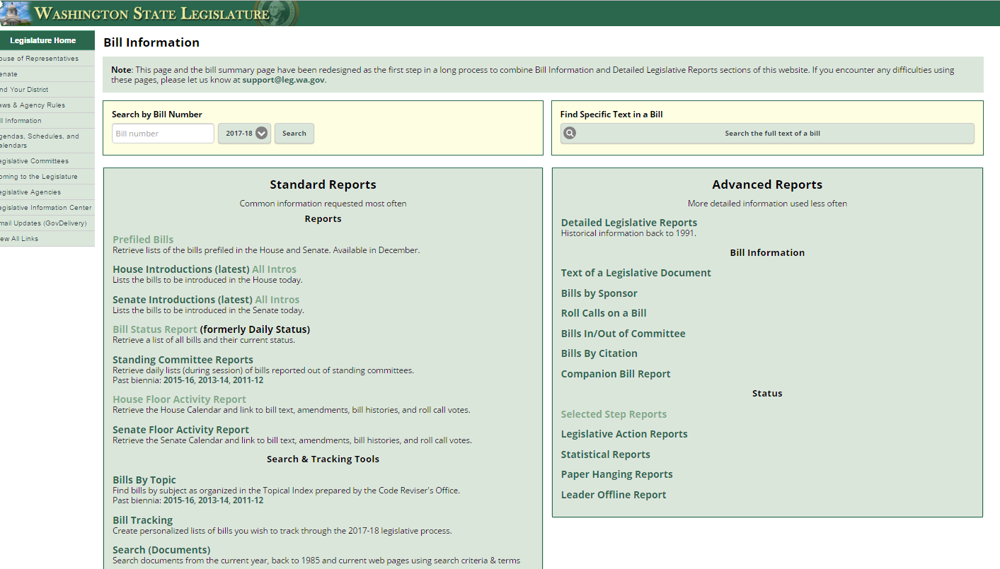 WASHINGTON STATE LEGISLATURE
Legislature Home
ouse of Representatives
enate
nd Your District
aws & Agency Rules
ll Information
gendas, Schedules, and
alendars
egislative Committees
oming to the Legislature
egislative Agencies
egislative Information Center
mail Updates (GovDelivery)
ew All Links
Bill Information
Note: This page and the bill summary page have been redesigned as the first step in a long process to combine Bill Information and Detailed Legislative Reports sections of this website. If you encounter any difficulties using
these pages, please let us know at support@leg.wa.gov.
Search by Bill Number
Bill number 2017-18 Search
Find Specific Text in a Bill
Search the full text of a bill
Standard Reports
Common information requested most often
Reports
Prefiled Bills
Retrieve lists of the bills prefiled in the House and Senate. Available in December.
House Introductions (latest) All Intros
Lists the bills to be introduced in the House today.
Senate Introductions (latest) All Intros
Lists the bills to be introduced in the Senate today.
Bill Status Report (formerly Daily Status)
Retrieve a list of all bills and their current status.
Standing Committee Reports
Retrieve daily lists (during session) of bills reported out of standing committees.
Past biennia: 2015-16, 2013-14, 2011-12
House Floor Activity Report
Retrieve the House Calendar and link to bill text, amendments, bill histories, and roll call votes.
Senate Floor Activity Report
Retrieve the Senate Calendar and link to bill text, amendments, bill histories, and roll call votes.
Search & Tracking Tools
Bills By Topic
Find bills by subject as organized in the Topical Index prepared by the Code Reviser's Office.
Past biennia: 2015-16, 2013-14, 2011-12
Bill Tracking
Create personalized lists of bills you wish to track through the 2017-18 legislative process.
Search (Documents)
Search documents from the current year, back to 1985 and current web pages using search criteria & terms
Advanced Reports
More detailed information used less often
Detailed Legislative Reports
Historical information back to 1991.
Bill Information
Text of a Legislative Document
Bills by Sponsor
Roll Calls on a Bill
Bills In/Out of Committee
Bills By Citation
Companion Bill Report
Status
Selected Step Reports
Legislative Action Reports
Statistical Reports
Paper Hanging Reports
Leader Offline Report